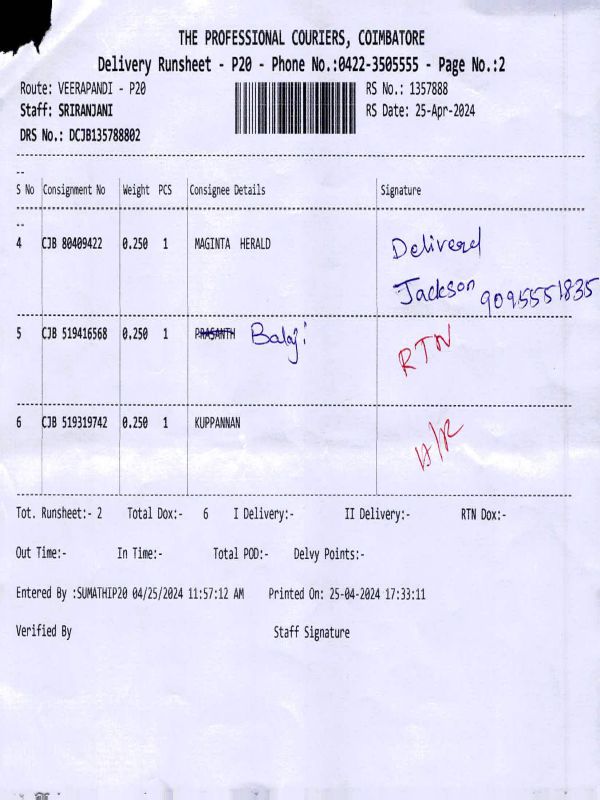 THE PROFESSIONAL COURIERS, COIMBATORE
Delivery Runsheet - P20 - Phone No.:0422-3505555 - Page No.:2
Route: VEERAPANDI - P20 RS No.: 1357888
Staff: SRIRANJANI RS Date: 25-Apr-2024
DRS No.: DCJB135788802
--
S No Consignment No Weight PCS Consignee Details Signature
--
4 CJB 80409422 0.250 1 MAGINTA HERALD Delivered
Jackson 9095551835
5 CJB 519416568 0.250 1 PRASANTH Balaji RTN
6 CJB 519319742 0.250 1 KUPPANNAN
Tot. Runsheet:- 2 Total Dox:- 6 I Delivery:- II Delivery:- RTN Dox:-
Out Time:- In Time:- Total POD:- Delvy Points:-
Entered By :SUMATHIP20 04/25/2024 11:57:12 AM Printed On: 25-04-2024 17:33:11
Verified By Staff Signature